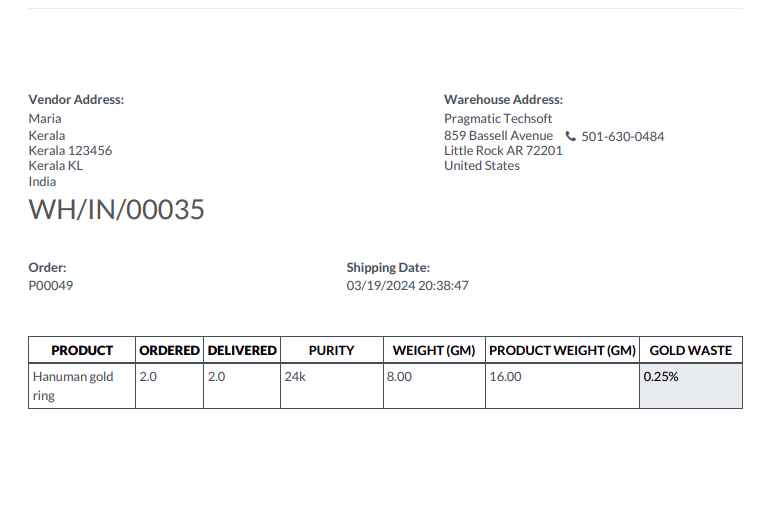 Vendor Address:
Maria
Kerala
Kerala 123456
Kerala KL
India
Warehouse Address:
Pragmatic Techsoft
859 Bassell Avenue 501-630-0484
Little Rock AR 72201
United States
WH/IN/00035
Order:
P00049
Shipping Date:
03/19/2024 20:38:47
PRODUCT ORDERED DELIVERED PURITY WEIGHT (GM) PRODUCT WEIGHT (GM) GOLD WASTE
Hanuman gold 2.0 2.0 24k 8.00 16.00 0.25%
ring